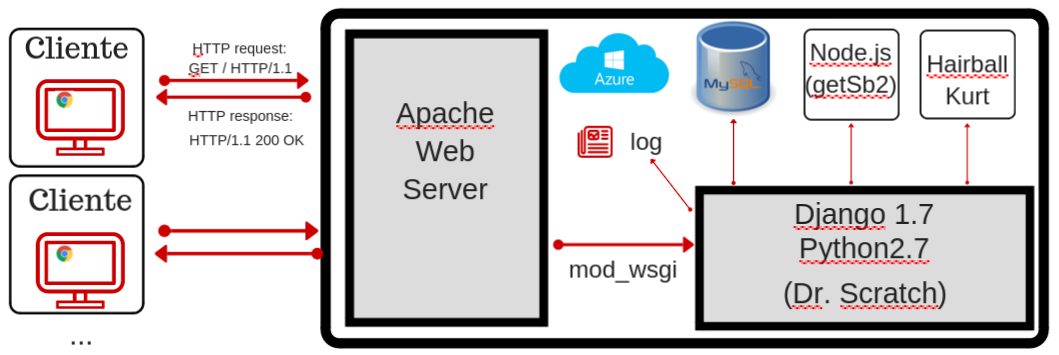 Cliente
HTTP request:
GET / HTTP/1.1
HTTP response:
HTTP/1.1 200 OK
Cliente
...
Apache
Web
Server
Azure
MySQL
Node.js
(getSb2)
Hairball
Kurt
log
mod_wsgi
Django 1.7
Python2.7
(Dr. Scratch)